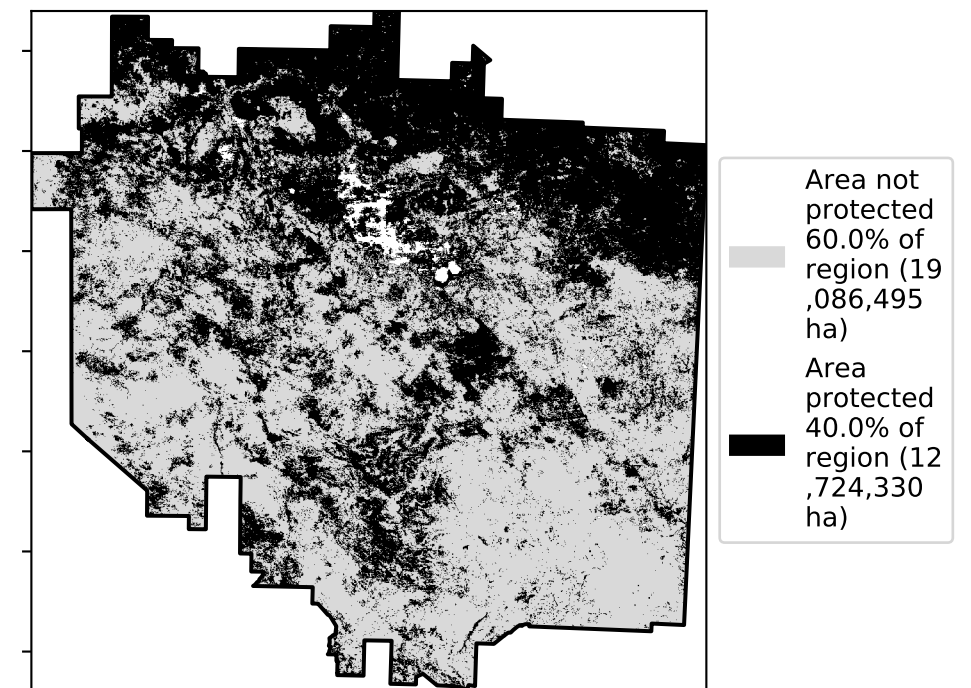 Area not
protected
60.0% of
region (19
,086,495
ha)
Area
protected
40.0% of
region (12
,724,330
ha)